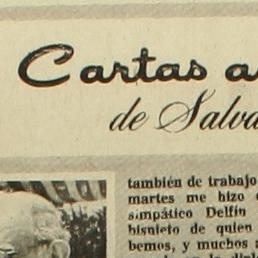 Cartas a
de Salva
también de trabajo
martes me hizo
simpático Delfín
bisnieto de quien
bemos, y muchos